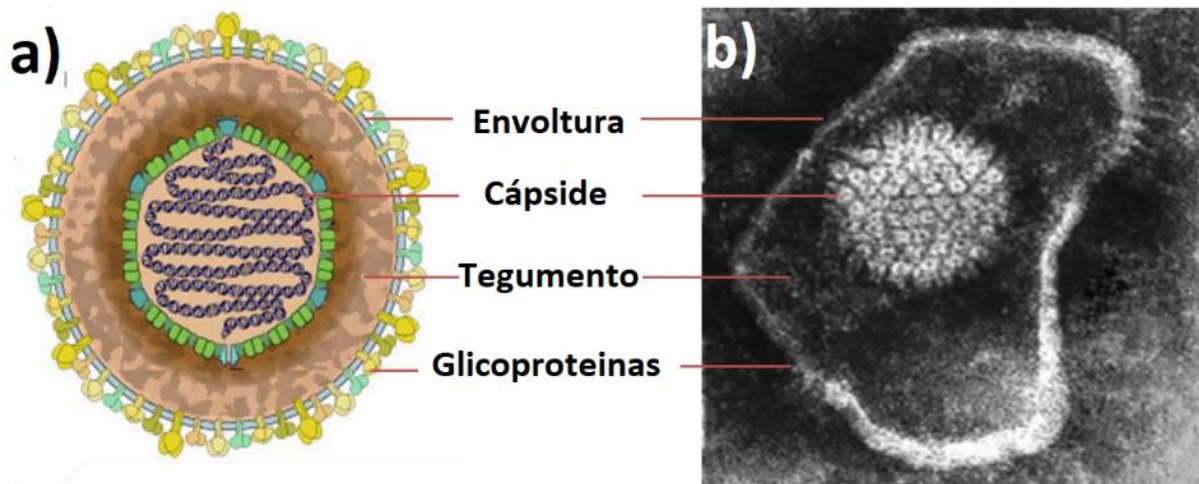 a)
b)
Envoltura
Cápside
Tegumento
Glicoproteinas